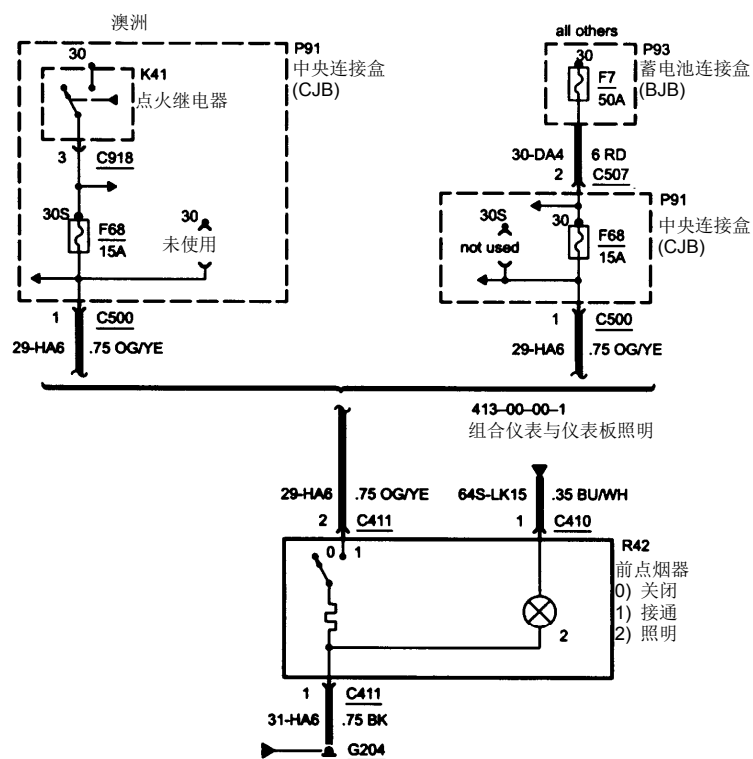 澳洲
P91
中央连接盒
(CJB)
30
K41
点火继电器
3 C918
30S
F68
15A
30
未使用
1 C500
29-HA6 .75 OG/YE
all others
P93
蓄电池连接盒
(BJB)
30
F7
50A
30-DA4 6 RD
2 C507
P91
中央连接盒
(CJB)
30S
not used
30
F68
15A
1 C500
29-HA6 .75 OG/YE
413-00-00-1
组合仪表与仪表板照明
29-HA6 .75 OG/YE
2 C411
64S-LK15 .35 BU/WH
1 C410
0 1
2
R42
前点烟器
0) 关闭
1) 接通
2) 照明
1 C411
31-HA6 .75 BK
G204